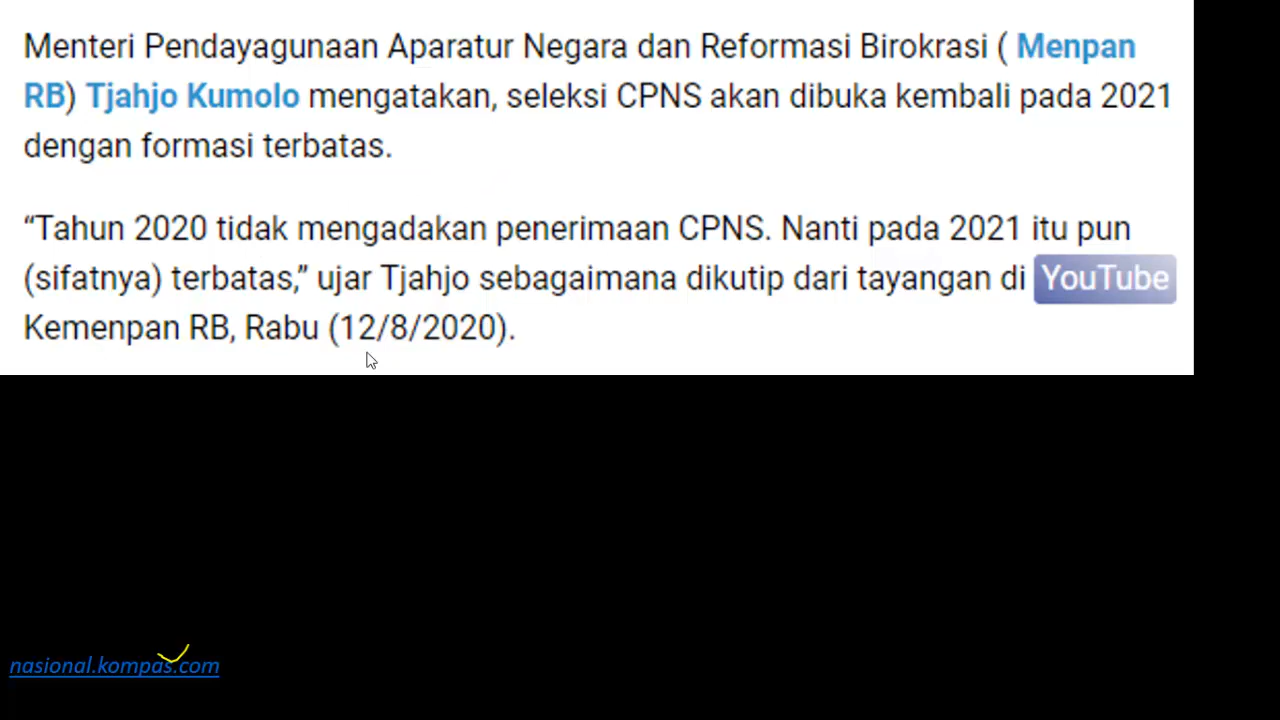 Menteri Pendayagunaan Aparatur Negara dan Reformasi Birokrasi ( Menpan
RB) Tjahjo Kumolo mengatakan, seleksi CPNS akan dibuka kembali pada 2021
dengan formasi terbatas.
“Tahun 2020 tidak mengadakan penerimaan CPNS. Nanti pada 2021 itu pun
(sifatnya) terbatas,” ujar Tjahjo sebagaimana dikutip dari tayangan di YouTube
Kemenpan RB, Rabu (12/8/2020).
nasional.kompas.com